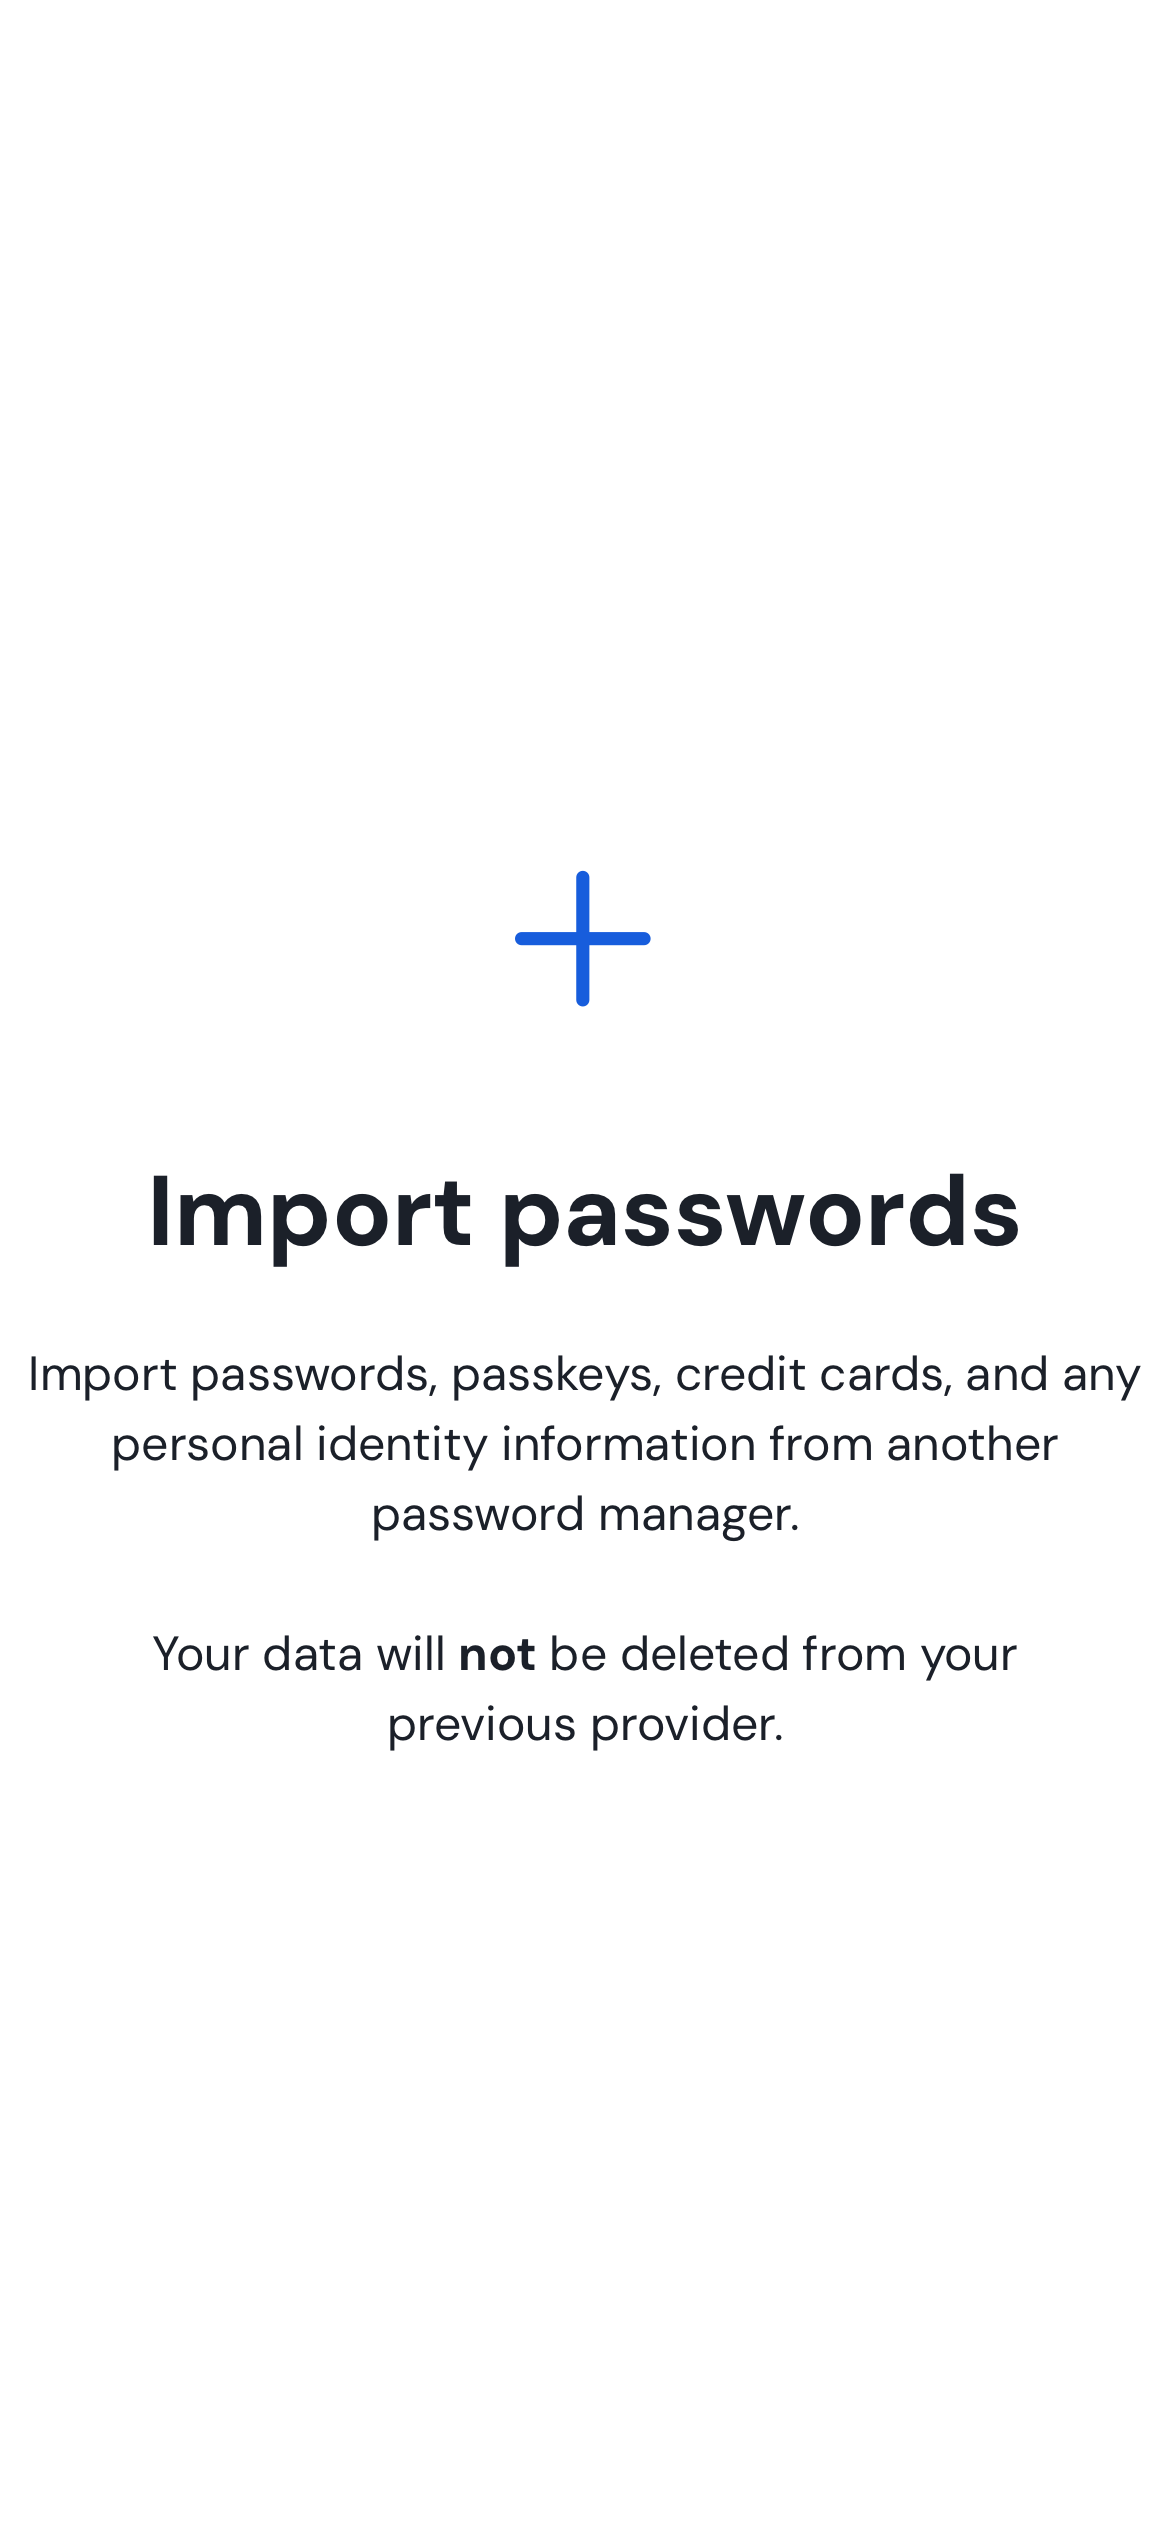 Import passwords
Import passwords, passkeys, credit cards, and any
personal identity information from another
password manager.
Your data will not be deleted from your
previous provider.